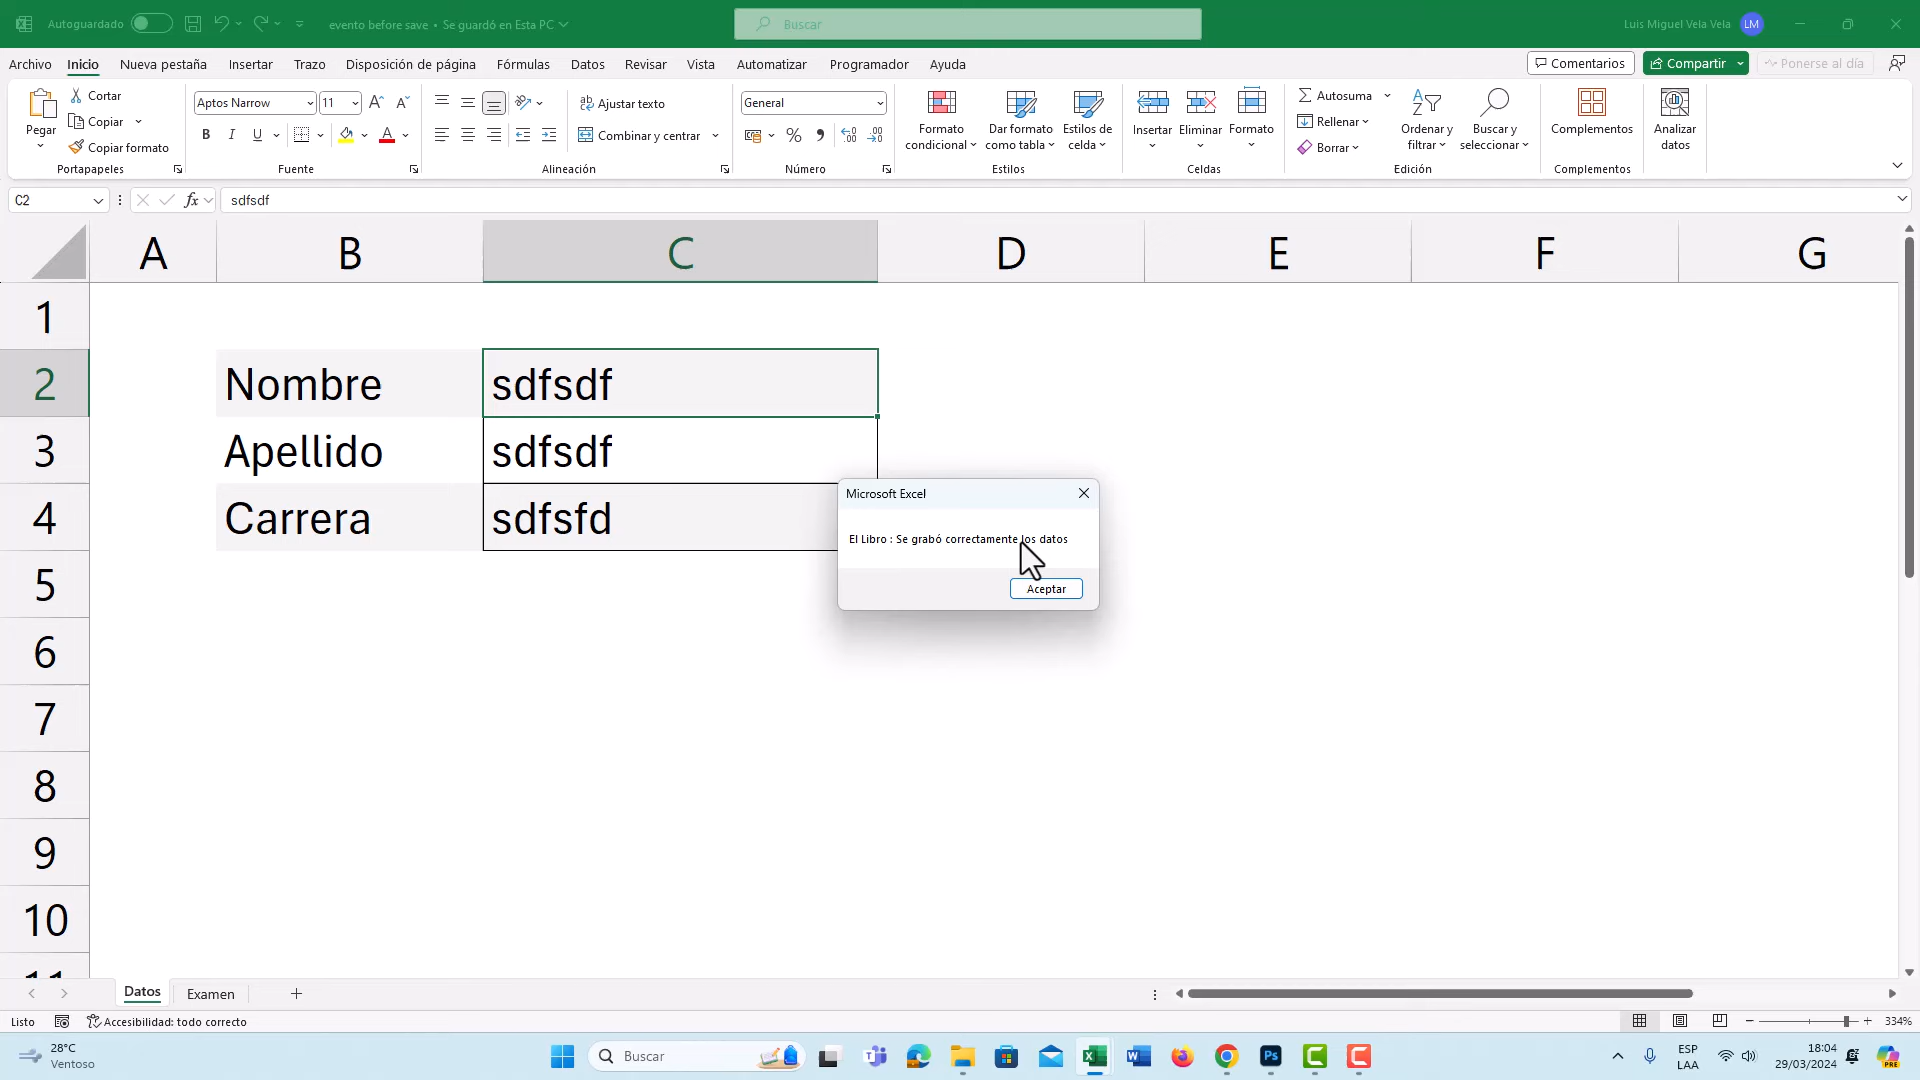 Autoguardado
evento before save • Se guardó en Esta PC
Buscar
Luis Miguel Vela Vela LM
Archivo Inicio Nueva pestaña Insertar Trazo Disposición de página Fórmulas Datos Revisar Vista Automatizar Programador Ayuda
Comentarios Compartir Ponerse al día
Pegar
Cortar
Copiar
Copiar formato
Portapapeles
Aptos Narrow 11
Fuente
Ajustar texto
Combinar y centrar
Alineación
General
Número
Formato
condicional
Dar formato
como tabla
Estilos de
celda
Estilos
Insertar
Eliminar
Formato
Celdas
Autosuma
Rellenar
Borrar
Ordenar y
filtrar
Buscar y
seleccionar
Edición
Complementos
Complementos
Analizar
datos
C2 fx sdfsdf
A B C D E F G
1
2 Nombre sdfsdf
3 Apellido sdfsdf
4 Carrera sdfsfd
5
6
7
8
9
10
11
Microsoft Excel
El Libro : Se grabó correctamente los datos
Aceptar
Datos Examen
Listo Accesibilidad: todo correcto 334%
28°C
Ventoso
Buscar
ESP
LAA
18:04
29/03/2024